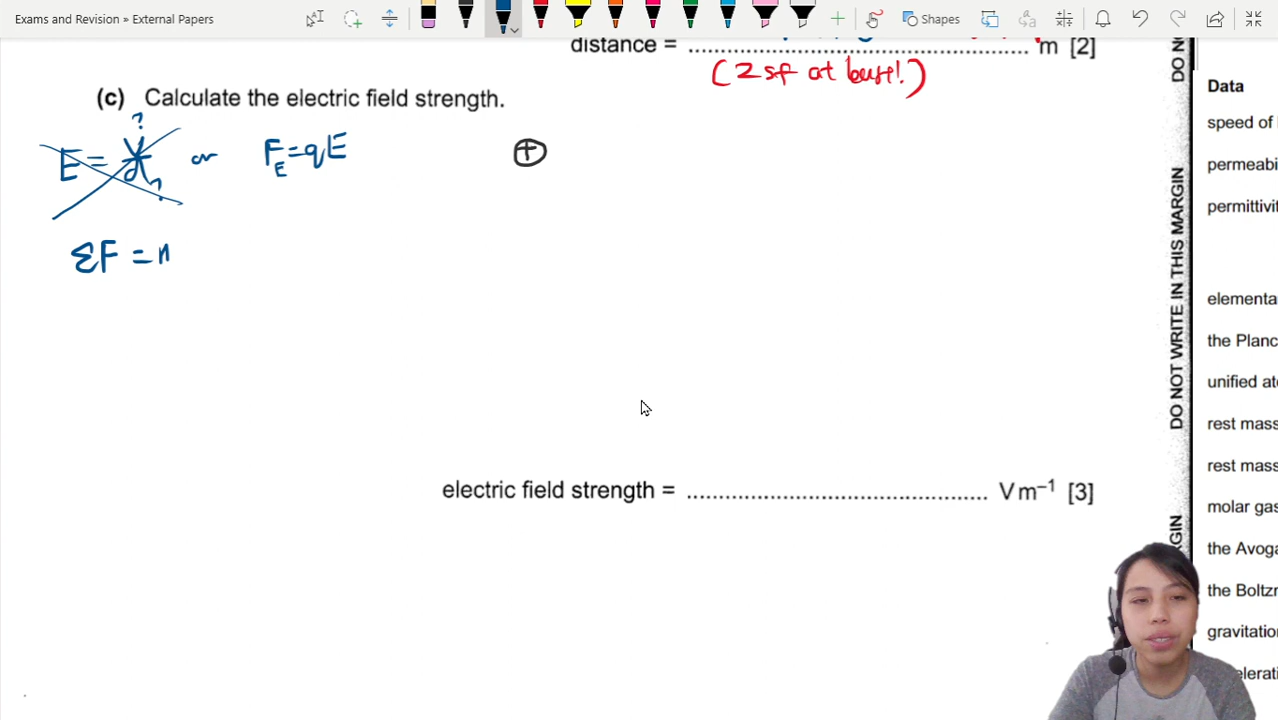 Exams and Revision » External Papers
Shapes
distance = m [2]
(2 sf at best!)
(c) Calculate the electric field strength.
E = V/d ? ? or F_E = qE
+
ΣF =
electric field strength = V m⁻¹ [3]
DO NOT WRITE IN THIS MARGIN
Data
speed of
permeabi
permittivit
elementa
the Planc
unified at
rest mass
rest mass
molar gas
the Avoga
the Boltzr
gravitation